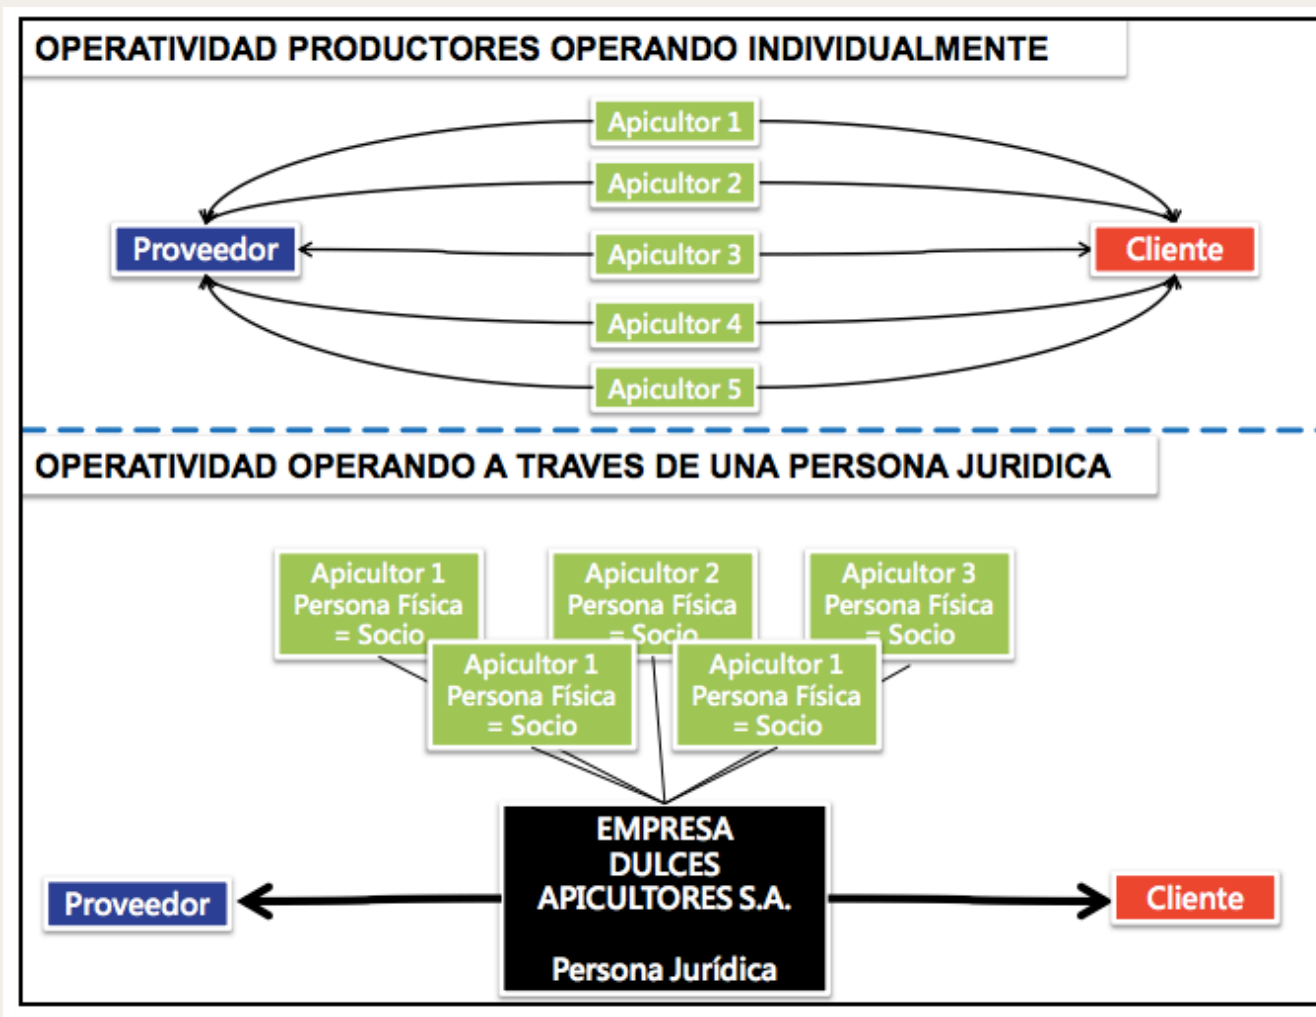 OPERATIVIDAD PRODUCTORES OPERANDO INDIVIDUALMENTE
Apicultor 1
Apicultor 2
Proveedor
Apicultor 3
Cliente
Apicultor 4
Apicultor 5
OPERATIVIDAD OPERANDO A TRAVES DE UNA PERSONA JURIDICA
Apicultor 1
Persona Física
= Socio
Apicultor 2
Persona Física
= Socio
Apicultor 3
Persona Física
= Socio
Apicultor 1
Persona Física
= Socio
Apicultor 1
Persona Física
= Socio
EMPRESA
DULCES
APICULTORES S.A.
Persona Jurídica
Proveedor
Cliente